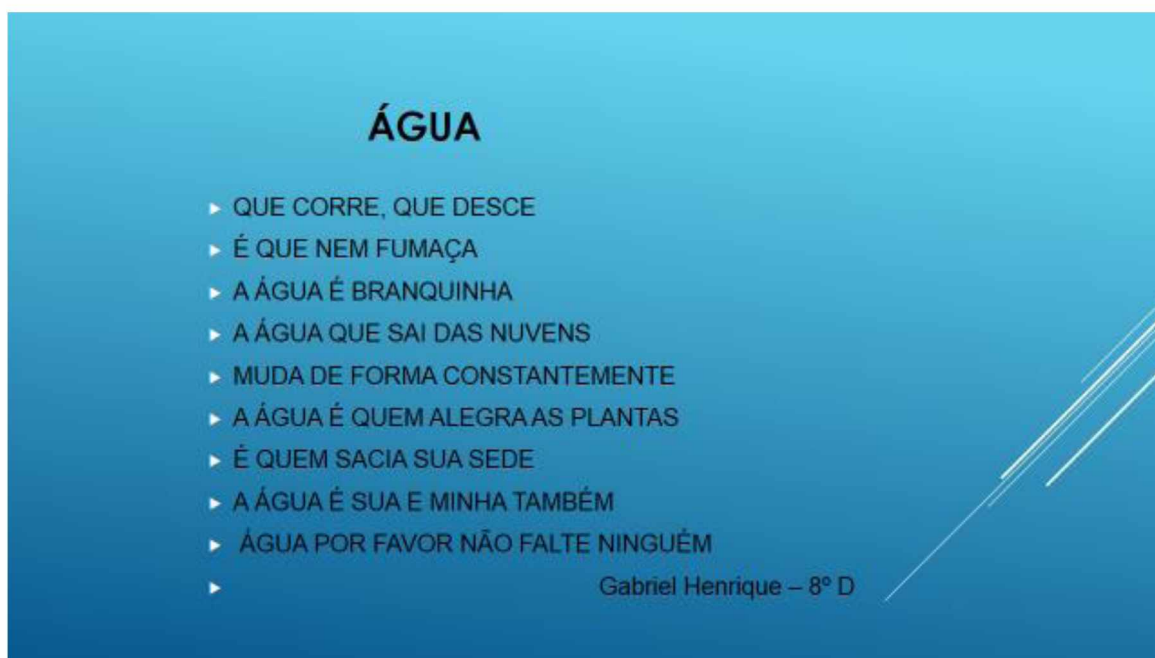 ÁGUA
QUE CORRE, QUE DESCE
É QUE NEM FUMAÇA
A ÁGUA É BRANQUINHA
A ÁGUA QUE SAI DAS NUVENS
MUDA DE FORMA CONSTANTEMENTE
A ÁGUA É QUEM ALEGRA AS PLANTAS
É QUEM SACIA SUA SEDE
A ÁGUA É SUA E MINHA TAMBÉM
ÁGUA POR FAVOR NÃO FALTE NINGUÉM
Gabriel Henrique – 8º D